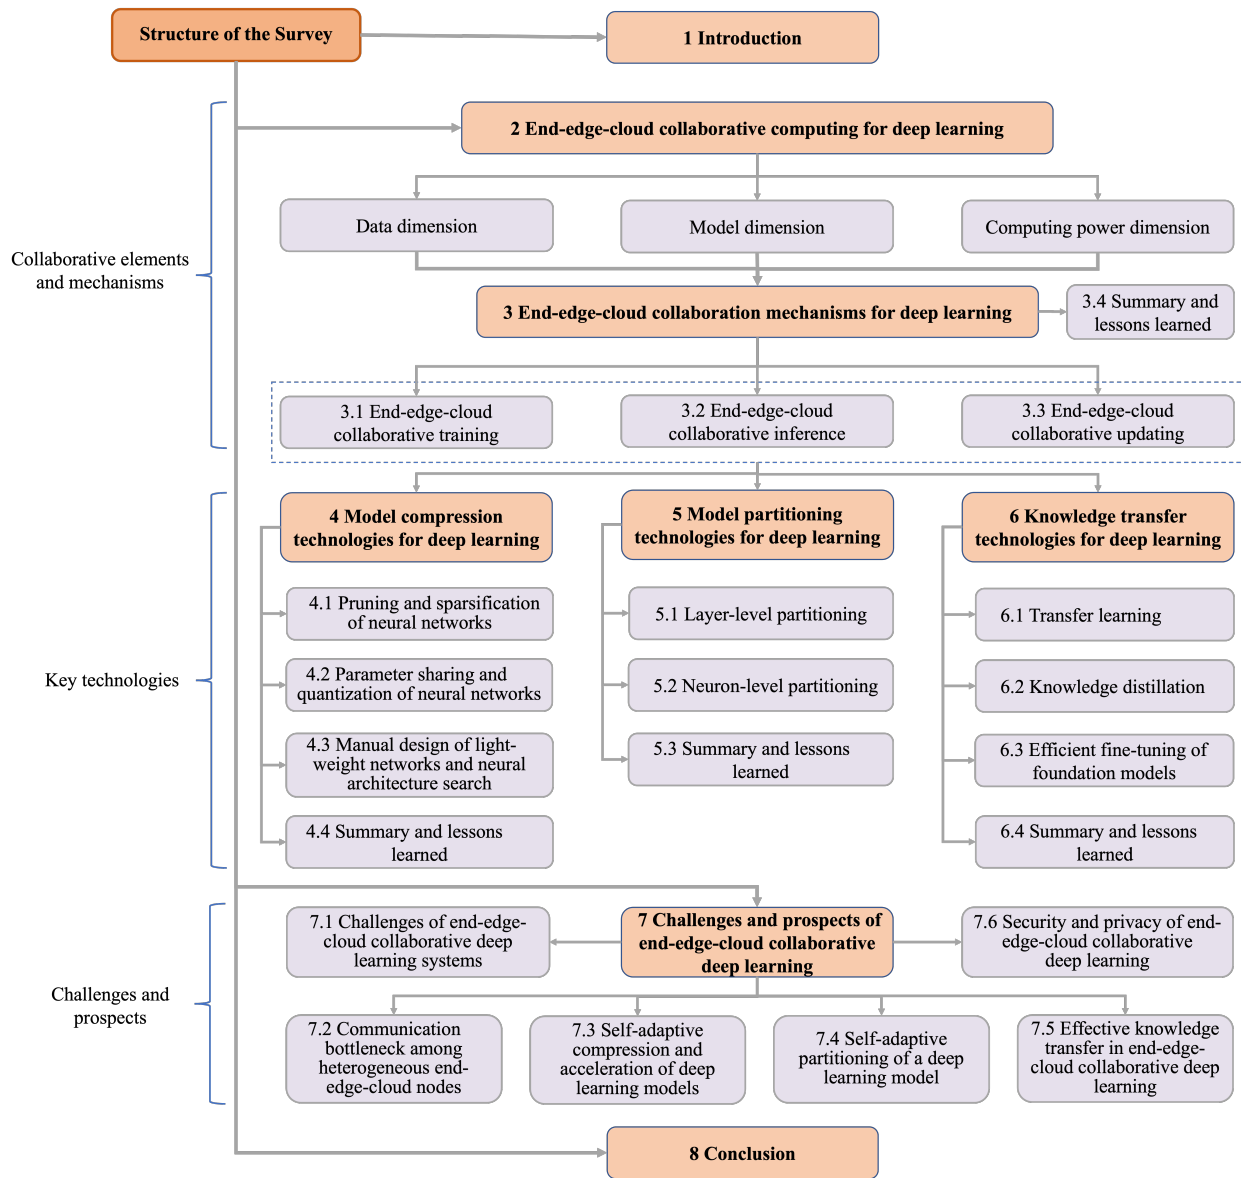 Structure of the Survey
1 Introduction
Collaborative elements
and mechanisms
2 End-edge-cloud collaborative computing for deep learning
Data dimension
Model dimension
Computing power dimension
3 End-edge-cloud collaboration mechanisms for deep learning
3.4 Summary and
lessons learned
3.1 End-edge-cloud
collaborative training
3.2 End-edge-cloud
collaborative inference
3.3 End-edge-cloud
collaborative updating
Key technologies
4 Model compression
technologies for deep learning
4.1 Pruning and sparsification
of neural networks
4.2 Parameter sharing and
quantization of neural networks
4.3 Manual design of light-
weight networks and neural
architecture search
4.4 Summary and lessons
learned
5 Model partitioning
technologies for deep learning
5.1 Layer-level partitioning
5.2 Neuron-level partitioning
5.3 Summary and lessons
learned
6 Knowledge transfer
technologies for deep learning
6.1 Transfer learning
6.2 Knowledge distillation
6.3 Efficient fine-tuning of
foundation models
6.4 Summary and lessons
learned
Challenges and
prospects
7 Challenges and prospects of
end-edge-cloud collaborative
deep learning
7.1 Challenges of end-edge-
cloud collaborative deep
learning systems
7.6 Security and privacy of end-
edge-cloud collaborative
deep learning
7.2 Communication
bottleneck among
heterogeneous end-
edge-cloud nodes
7.3 Self-adaptive
compression and
acceleration of deep
learning models
7.4 Self-adaptive
partitioning of a deep
learning model
7.5 Effective knowledge
transfer in end-edge-
cloud collaborative deep
learning
8 Conclusion